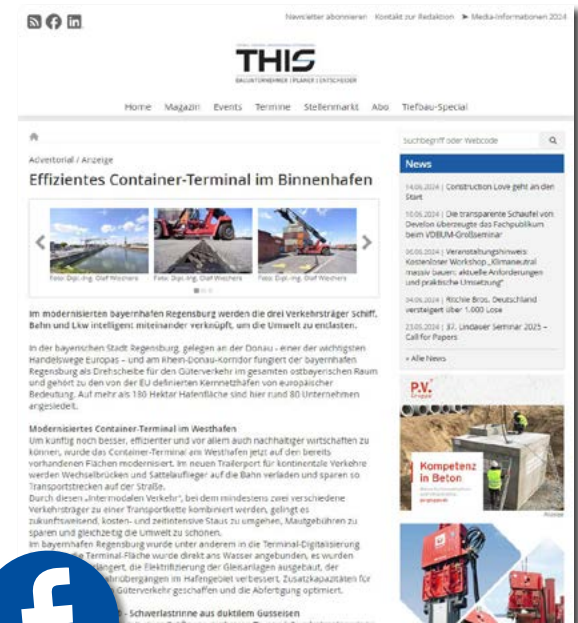 Newsletter abonnieren Kontakt zur Redaktion ➤ Media-Informationen 2024
THIS
BAUUNTERNEHMER | PLANER | ENTSCHEIDER
Home Magazin Events Termine Stellenmarkt Abo Tiefbau-Special
Advertorial / Anzeige
Effizientes Container-Terminal im Binnenhafen
Foto: Dipl.-Ing. Olaf Weichers Foto: Dipl.-Ing. Olaf Weichers Foto: Dipl.-Ing. Olaf Weichers
Im modernisierten bayernhafen Regensburg werden die drei Verkehrsträger Schiff,
Bahn und Lkw intelligent miteinander verknüpft, um die Umwelt zu enclasten.
In der bayerischen Stadt Regensburg, gelegen an der Donau - einer der wichtigsten
Handelswege Europas – und am Rhein-Donau-Korridor fungiert der bayernhafen
Regensburg als Drehscheibe für den Güterverkehr im gesamten ostbayerischen Raum
und gehört zu den von der EU definierten Kernnetzhäfen von europäischer
Bedeutung. Auf mehr als 180 Hektar Hafenfläche sind hier rund 80 Unternehmen
angesiedelt.
Modernisiertes Container-Terminal im Westhafen
Um künftig noch besser, effizienter und vor allem auch nachhaltiger wirtschaften zu
können, wurde das Container-Terminal am Westhafen jetzt auf den bereits
vorhandenen Flächen modernisiert. Im neuen Trailerport für kontinentale Verkehre
werden Wechselbrücken und Sattelauflieger auf die Bahn verladen und sparen so
Transportstrecken auf der Straße.
Durch diesen „Intermodalen Verkehr", bei dem mindestens zwei verschiedene
Verkehrsträger zu einer Transportkette kombiniert werden, gelingt es
zukunftsweisend, kosten- und zeitintensive Staus zu umgehen, Mautgebühren zu
sparen und gleichzeitig die Umwelt zu schonen.
Im bayernhafen Regensburg wurde unter anderem in die Terminal-Digitalisierung
die Terminal-Fläche wurde direkt ans Wasser angebunden, es wurden
die Elektrifizierung der Gleisanlagen ausgebaut, der
im Hafengebiet verbessert, Zusatzkapazitäten für
Güterverkehr geschaffen und die Abfertigung optimiert.
- Schwerlastrinne aus duktilem Gusseisen
Suchbegriff oder Webcode
News
14.06.2024 | Construction Love geht an den
Start
10.06.2024 | Die transparente Schaufel von
Develon überzeugte das Fachpublikum
beim VDBUM-Großseminar
06.06.2024 | Veranstaltungshinweis:
Kostenloser Workshop „Klimaneutral
massiv bauen: aktuelle Anforderungen
und praktische Umsetzung"
04.06.2024 | Ritchie Bros. Deutschland
versteigert über 1.000 Lose
23.05.2024 | 37. Lindauer Seminar 2025 –
Call for Papers
» Alle News
P.V.
Gruppe
Kompetenz
in Beton
Anzeige